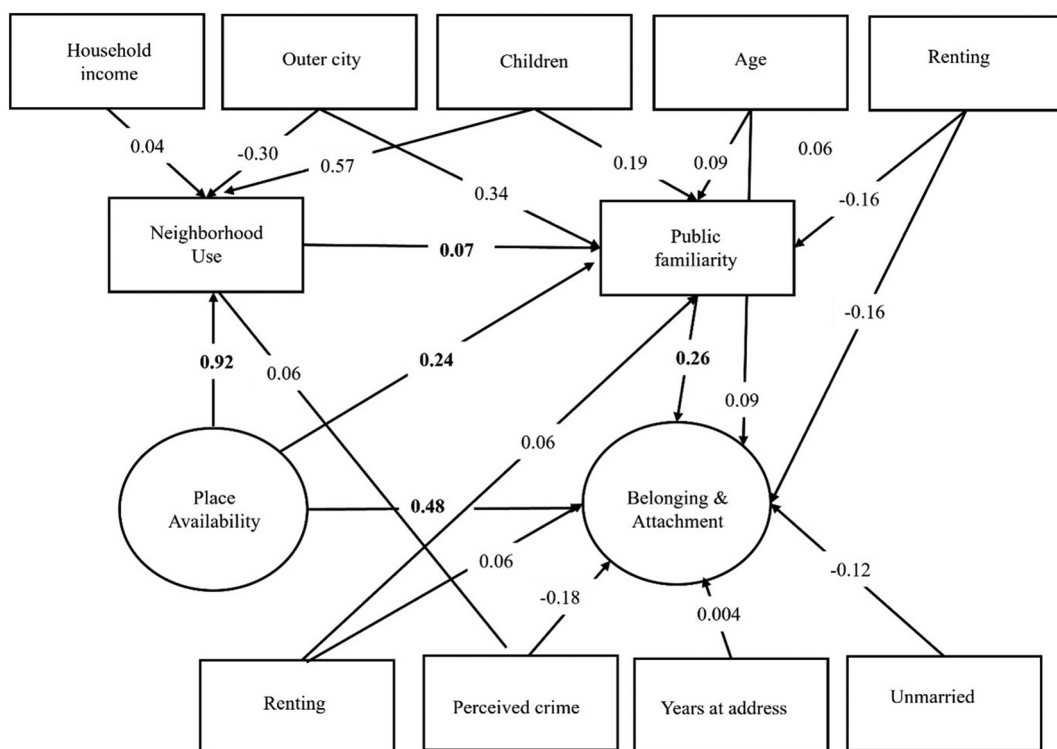 Household
income
Outer city
Children
Age
Renting
0.04
-0.30
0.57
0.34
0.19
0.09
0.06
-0.16
Neighborhood
Use
0.07
Public
familiarity
-0.16
0.92
0.06
0.24
0.26
0.09
0.06
Place
Availability
0.48
Belonging &
Attachment
0.06
-0.18
0.004
-0.12
Renting
Perceived crime
Years at address
Unmarried